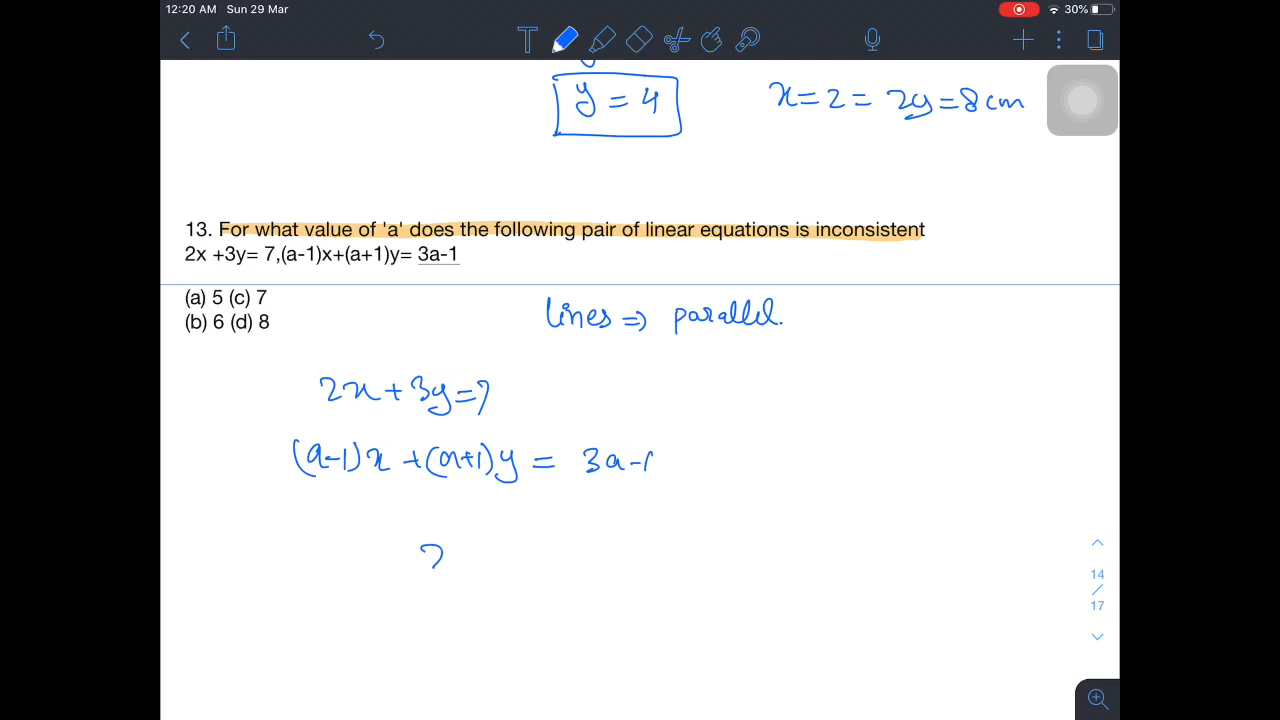 12:20 AM Sun 29 Mar 30%
y = 4
x = 2 = 2y = 8 cm
13. For what value of 'a' does the following pair of linear equations is inconsistent
2x +3y= 7,(a-1)x+(a+1)y= 3a-1
(a) 5 (c) 7
(b) 6 (d) 8
lines ⇒ parallel.
2x + 3y = 7
(a-1)x + (a+1)y = 3a-1
2
14
/
17